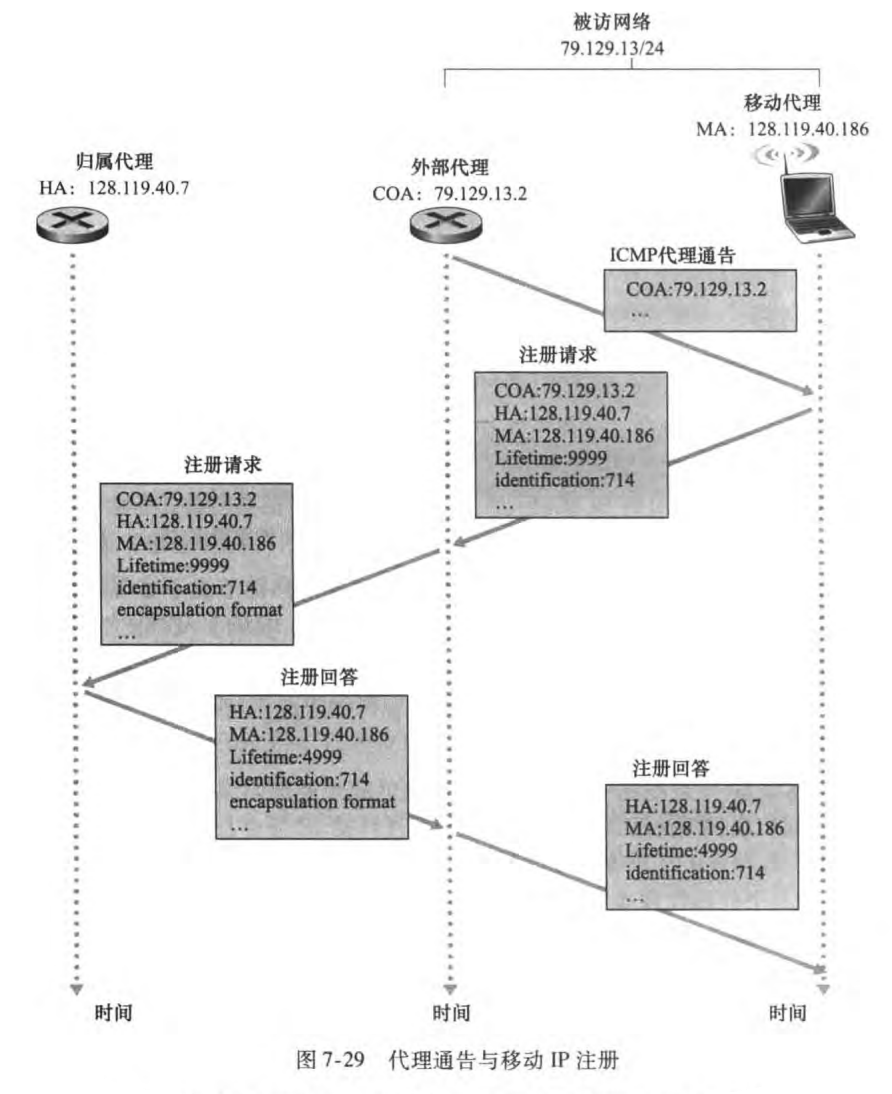 被访网络
79.129.13/24
移动代理
MA: 128.119.40.186
归属代理
HA: 128.119.40.7
外部代理
COA: 79.129.13.2
ICMP代理通告
COA:79.129.13.2
…
注册请求
COA:79.129.13.2
HA:128.119.40.7
MA:128.119.40.186
Lifetime:9999
identification:714
…
注册请求
COA:79.129.13.2
HA:128.119.40.7
MA:128.119.40.186
Lifetime:9999
identification:714
encapsulation format
…
注册回答
HA:128.119.40.7
MA:128.119.40.186
Lifetime:4999
identification:714
encapsulation format
…
注册回答
HA:128.119.40.7
MA:128.119.40.186
Lifetime:4999
identification:714
…
时间
时间
时间
图 7-29 代理通告与移动 IP 注册